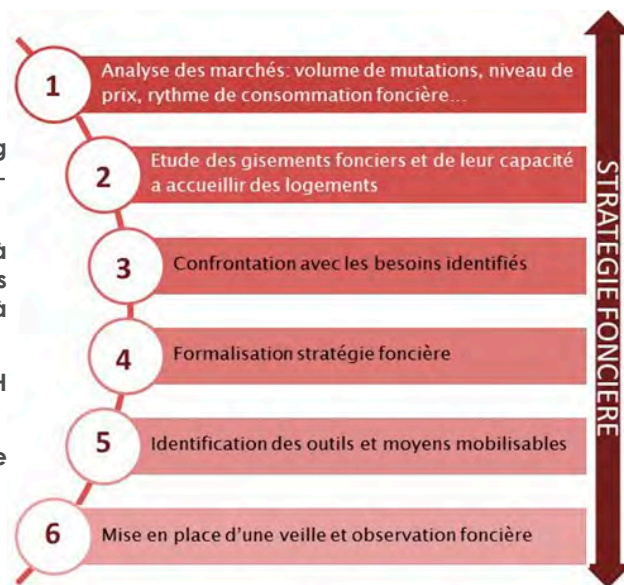 1
Analyse des marchés: volume de mutations, niveau de
prix, rythme de consommation foncière...
2
Etude des gisements fonciers et de leur capacité
a accueillir des logements
3
Confrontation avec les besoins identifiés
4
Formalisation stratégie foncière
5
Identification des outils et moyens mobilisables
6
Mise en place d'une veille et observation foncière
STRATEGIE FONCIERE
g
-
à
s
à
H
e